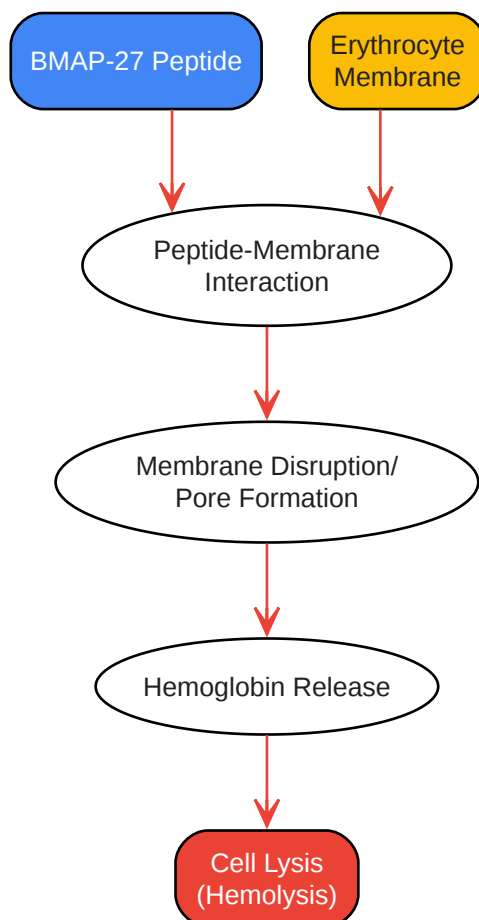 BMAP-27 Peptide
Erythrocyte
Membrane
Peptide-Membrane
Interaction
Membrane Disruption/
Pore Formation
Hemoglobin Release
Cell Lysis
(Hemolysis)